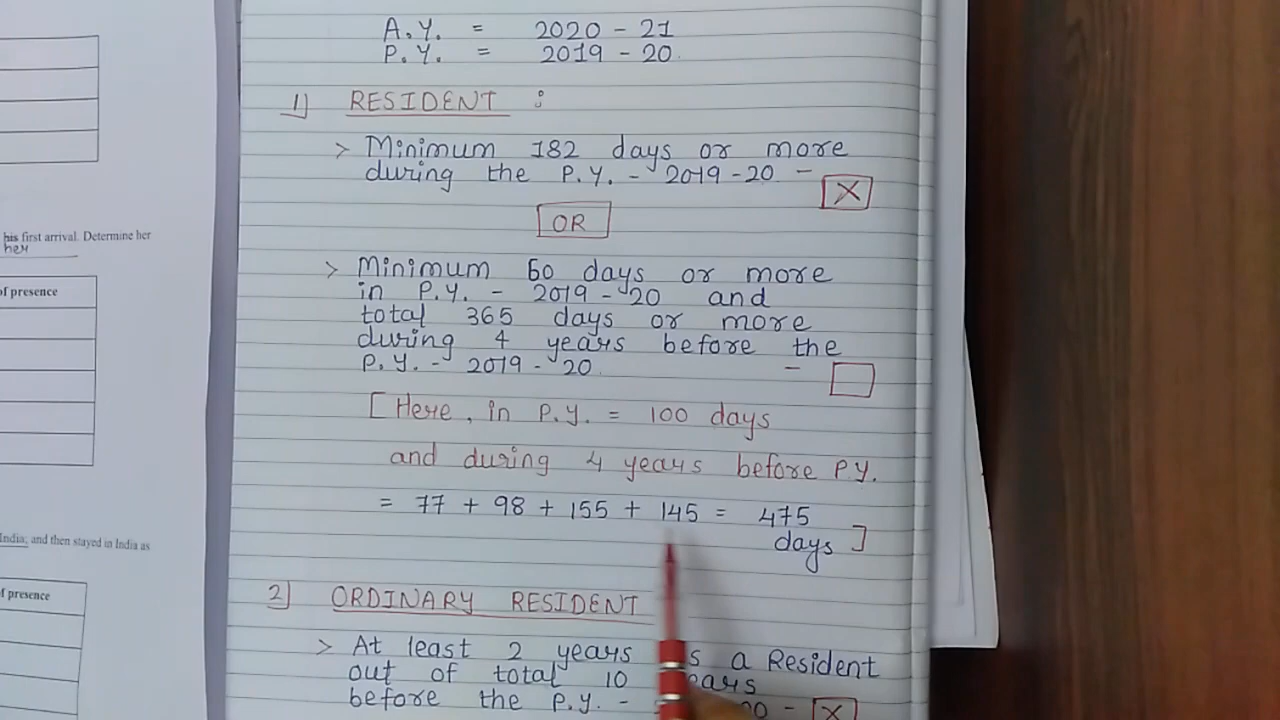 A.Y. = 2020 - 21
P.Y. = 2019 - 20
1) RESIDENT :
> Minimum 182 days or more
during the P.Y. - 2019 - 20 - X
OR
> Minimum 60 days or more
in P.Y. - 2019 - 20 and
total 365 days or more
during 4 years before the
P.Y. - 2019 - 20 -
[ Here, in P.Y. = 100 days
and during 4 years before P.Y.
= 77 + 98 + 155 + 145 = 475
days ]
2) ORDINARY RESIDENT
> At least 2 years a Resident
out of total 10
before the P.Y. - - X
his first arrival. Determine her
her
of presence
India; and then stayed in India as
of presence